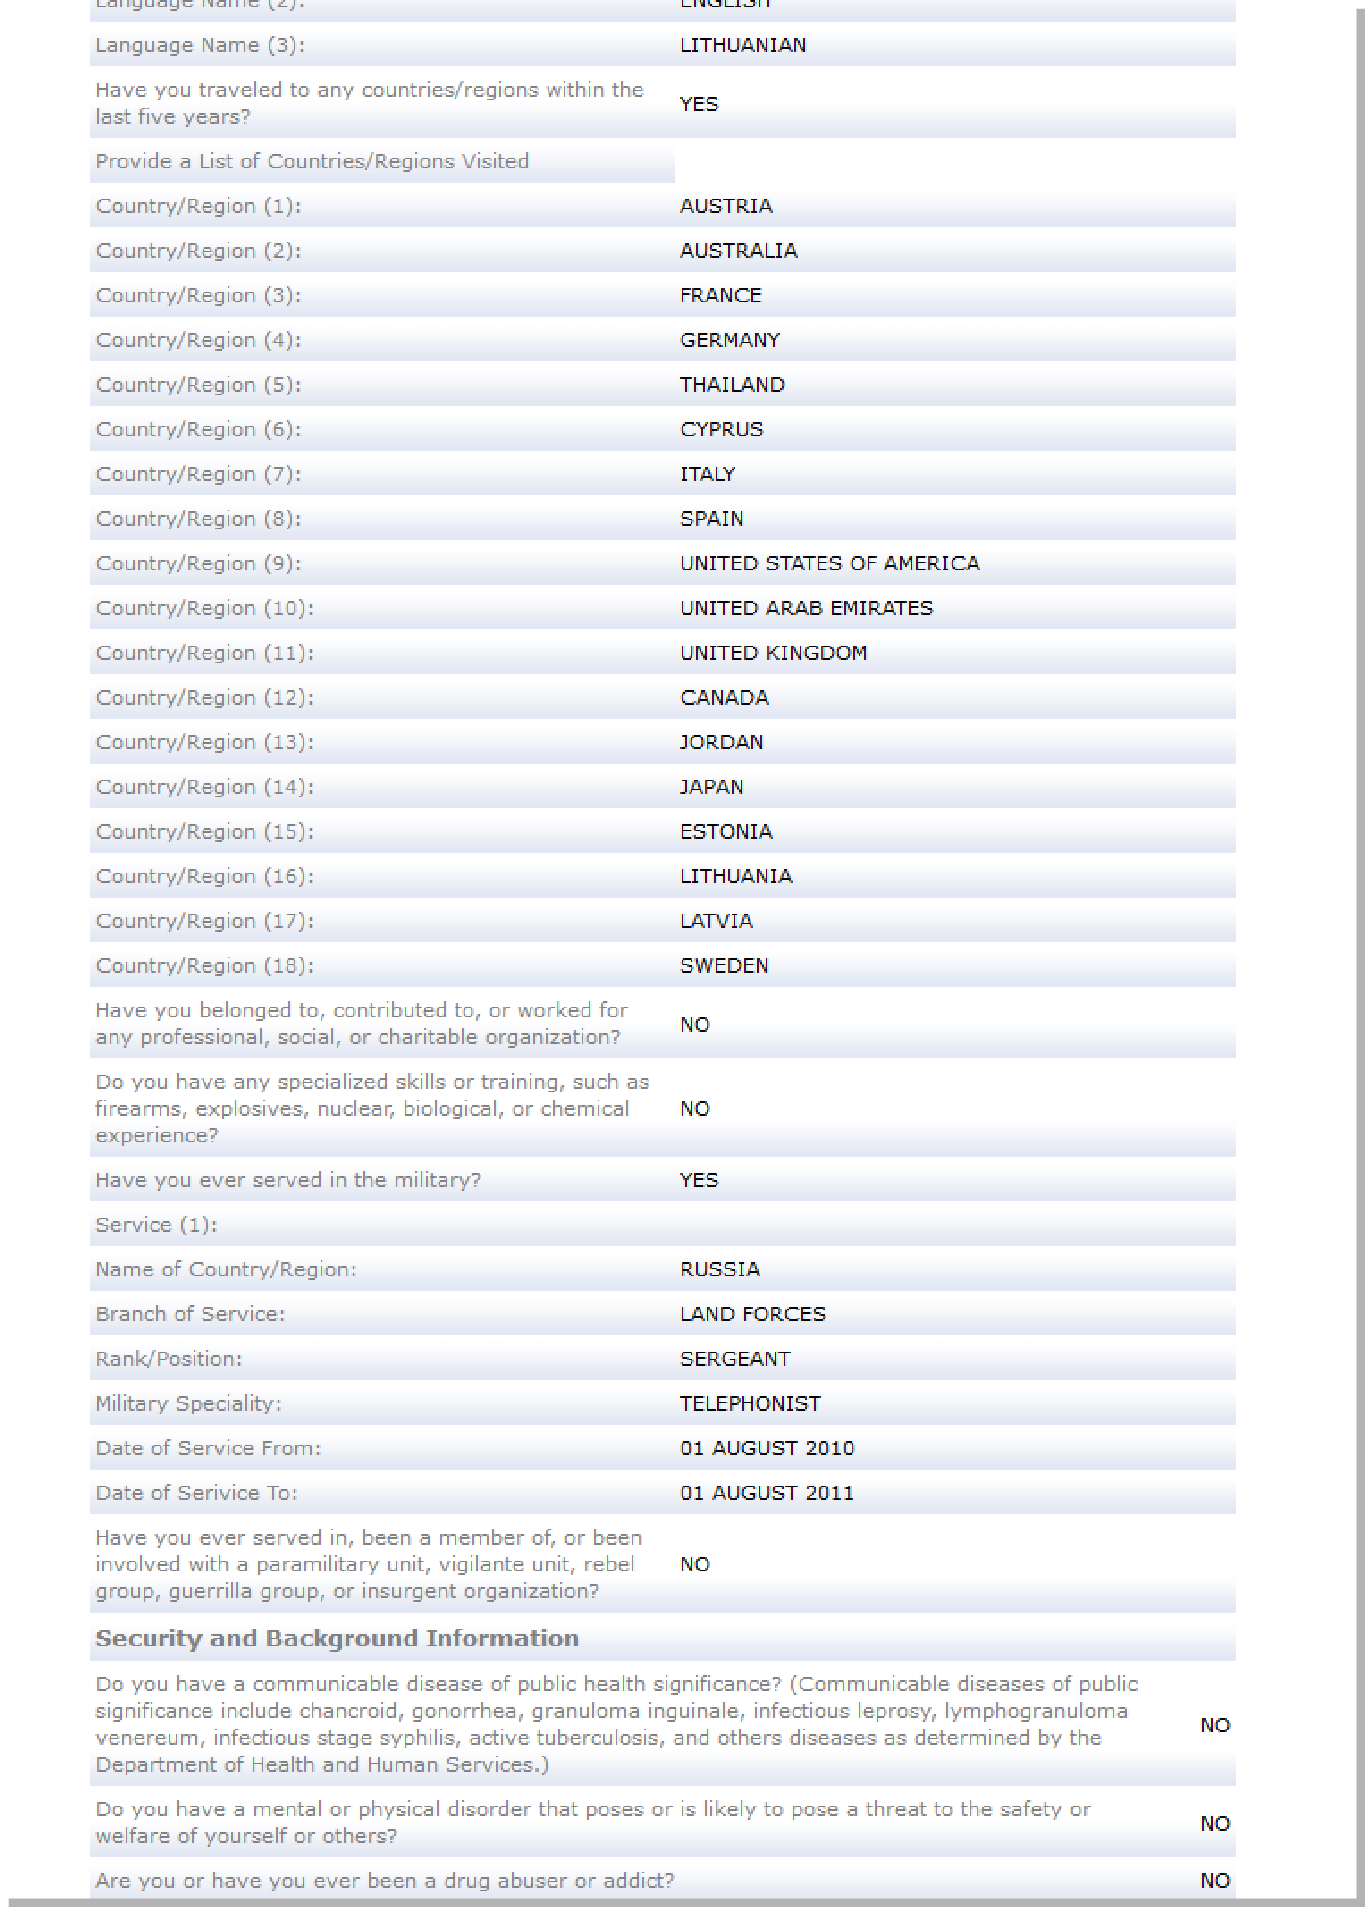 Language Name (2): ENGLISH
Language Name (3): LITHUANIAN
Have you traveled to any countries/regions within the
last five years? YES
Provide a List of Countries/Regions Visited
Country/Region (1): AUSTRIA
Country/Region (2): AUSTRALIA
Country/Region (3): FRANCE
Country/Region (4): GERMANY
Country/Region (5): THAILAND
Country/Region (6): CYPRUS
Country/Region (7): ITALY
Country/Region (8): SPAIN
Country/Region (9): UNITED STATES OF AMERICA
Country/Region (10): UNITED ARAB EMIRATES
Country/Region (11): UNITED KINGDOM
Country/Region (12): CANADA
Country/Region (13): JORDAN
Country/Region (14): JAPAN
Country/Region (15): ESTONIA
Country/Region (16): LITHUANIA
Country/Region (17): LATVIA
Country/Region (18): SWEDEN
Have you belonged to, contributed to, or worked for
any professional, social, or charitable organization? NO
Do you have any specialized skills or training, such as
firearms, explosives, nuclear, biological, or chemical NO
experience?
Have you ever served in the military? YES
Service (1):
Name of Country/Region: RUSSIA
Branch of Service: LAND FORCES
Rank/Position: SERGEANT
Military Speciality: TELEPHONIST
Date of Service From: 01 AUGUST 2010
Date of Serivice To: 01 AUGUST 2011
Have you ever served in, been a member of, or been
involved with a paramilitary unit, vigilante unit, rebel NO
group, guerrilla group, or insurgent organization?
Security and Background Information
Do you have a communicable disease of public health significance? (Communicable diseases of public
significance include chancroid, gonorrhea, granuloma inguinale, infectious leprosy, lymphogranuloma
venereum, infectious stage syphilis, active tuberculosis, and others diseases as determined by the NO
Department of Health and Human Services.)
Do you have a mental or physical disorder that poses or is likely to pose a threat to the safety or
welfare of yourself or others? NO
Are you or have you ever been a drug abuser or addict? NO